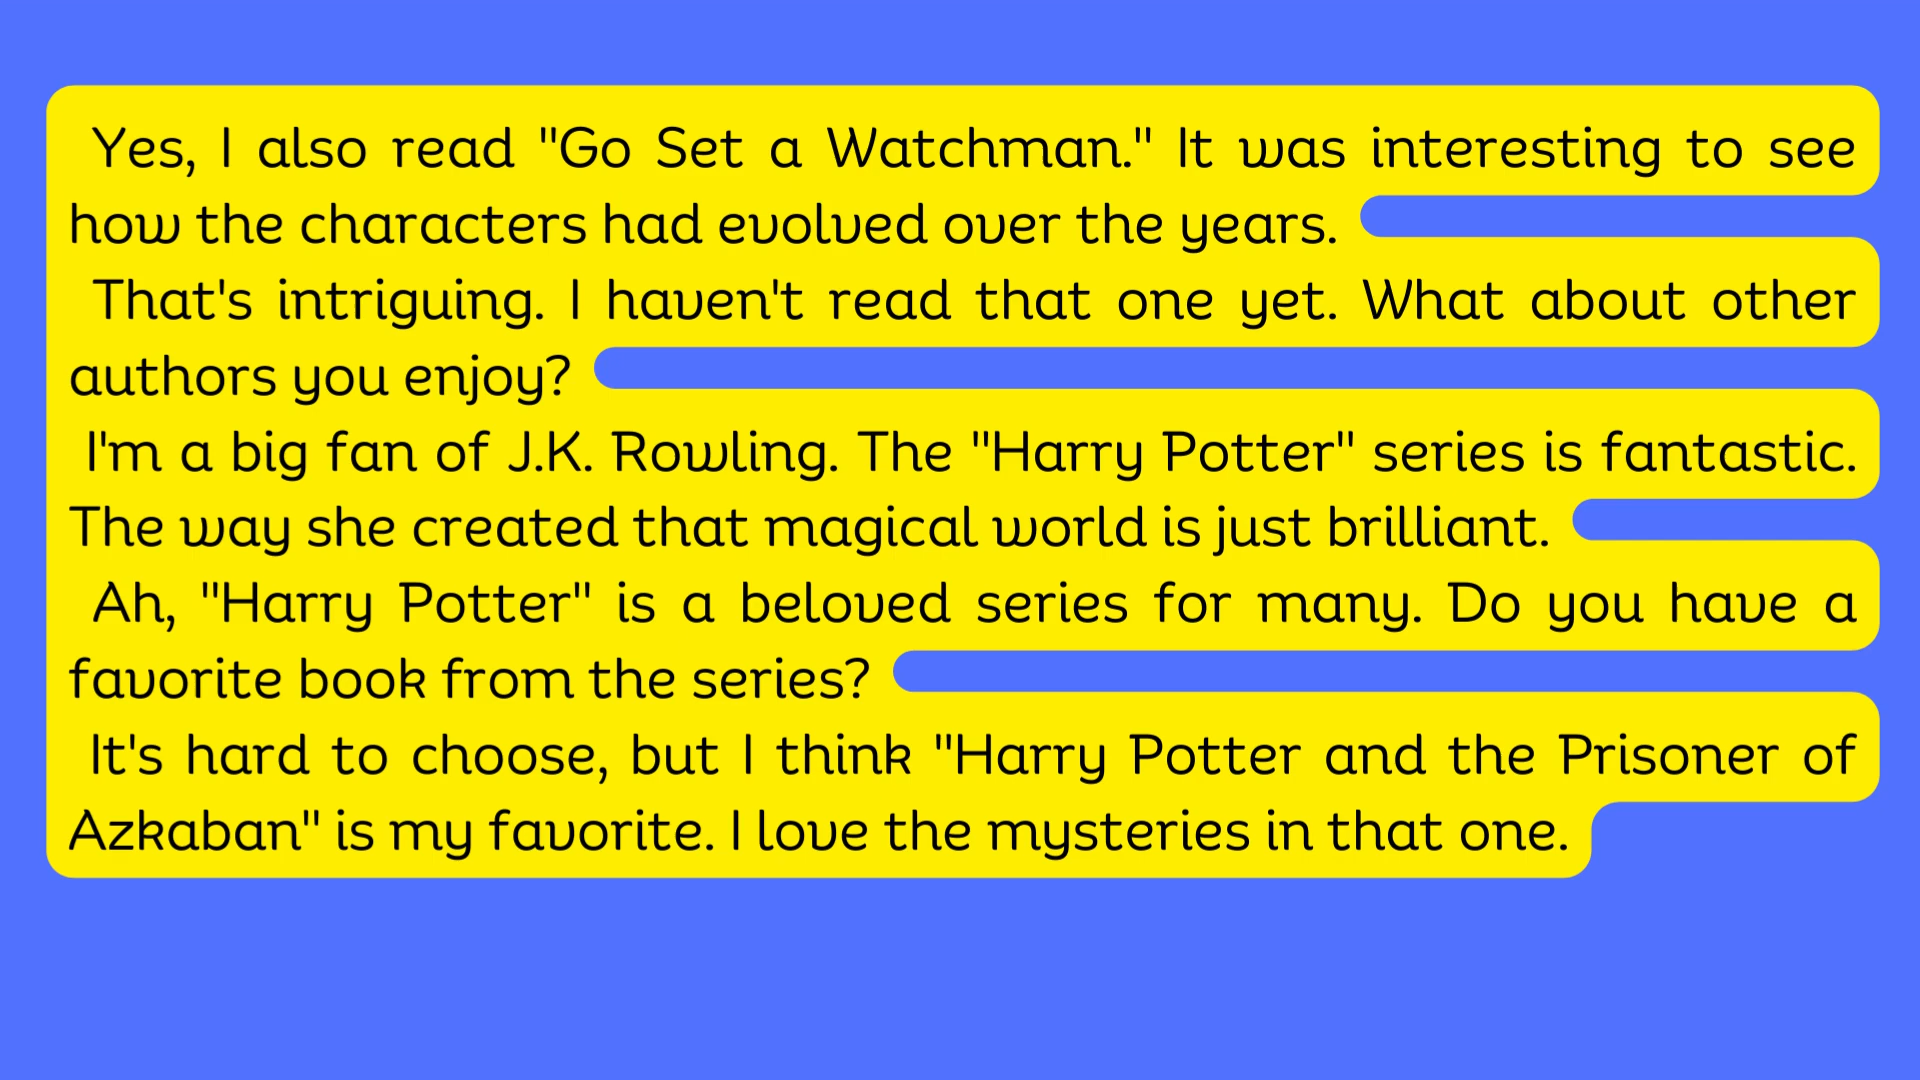 Yes, I also read "Go Set a Watchman." It was interesting to see
how the characters had evolved over the years.
That's intriguing. I haven't read that one yet. What about other
authors you enjoy?
I'm a big fan of J.K. Rowling. The "Harry Potter" series is fantastic.
The way she created that magical world is just brilliant.
Ah, "Harry Potter" is a beloved series for many. Do you have a
favorite book from the series?
It's hard to choose, but I think "Harry Potter and the Prisoner of
Azkaban" is my favorite. I love the mysteries in that one.